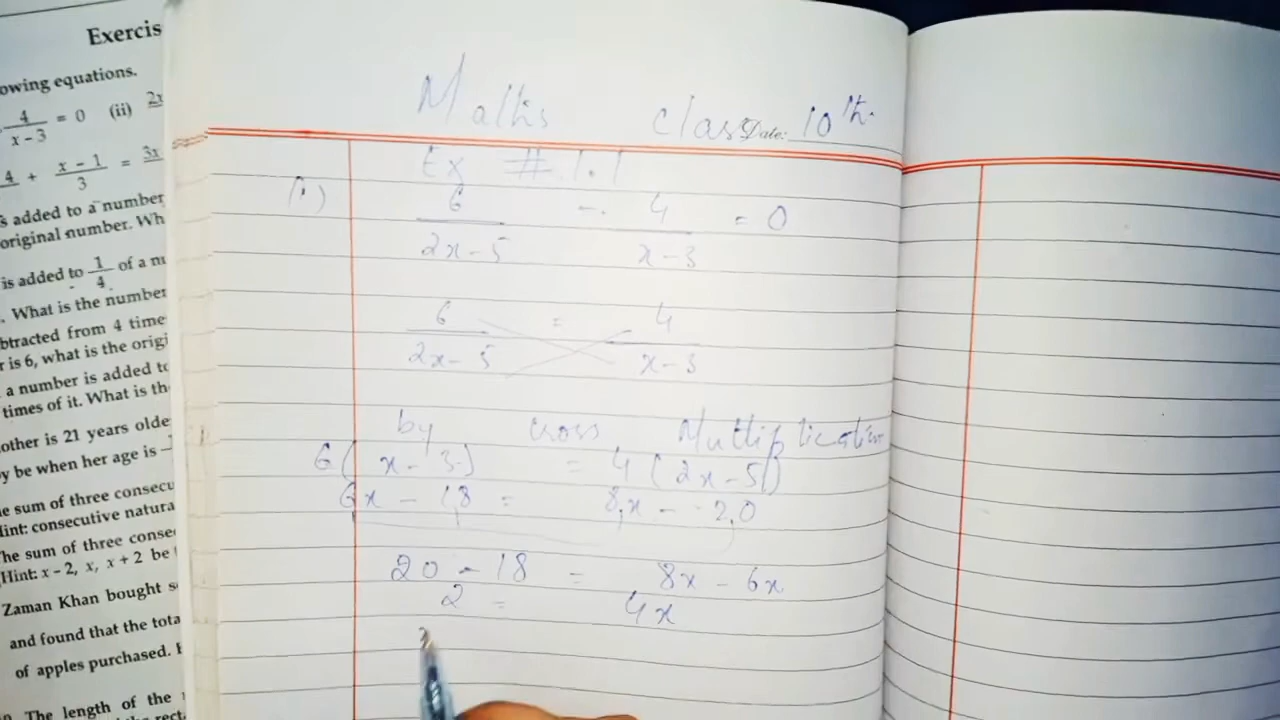 Exercis
owing equations.
4/(x-3) = 0 (ii) 2x
4 + (x-1)/3 = 3x
s added to a number
original number. Wh
is added to 1/4 of a
. What is the number
btracted from 4 time
r is 6, what is the origi
a number is added to
times of it. What is th
other is 21 years olde
y be when her age is
e sum of three consecu
Hint: consecutive natura
he sum of three conse
Hint: x-2, x, x+2 be
Zaman Khan bought s
and found that the tota
of apples purchased.
The length of the
Maths class Date: 10th.
Ex # 1.1
(i) 6/(2x-5) - 4/(x-3) = 0
6/(2x-5) = 4/(x-3)
by cross Multiplication
6(x-3) = 4(2x-5)
6x - 18 = 8x - 20
20 - 18 = 8x - 6x
2 = 4x